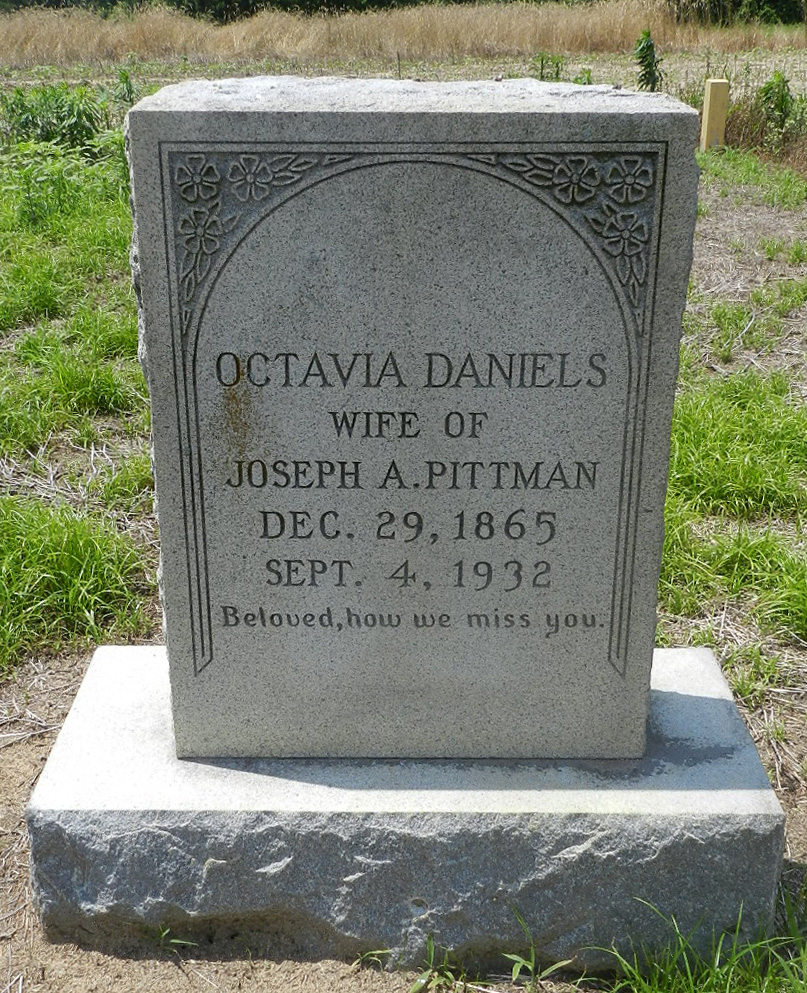 OCTAVIA DANIELS
WIFE OF
JOSEPH A. PITTMAN
DEC. 29, 1865
SEPT. 4, 1932
Beloved, how we miss you.